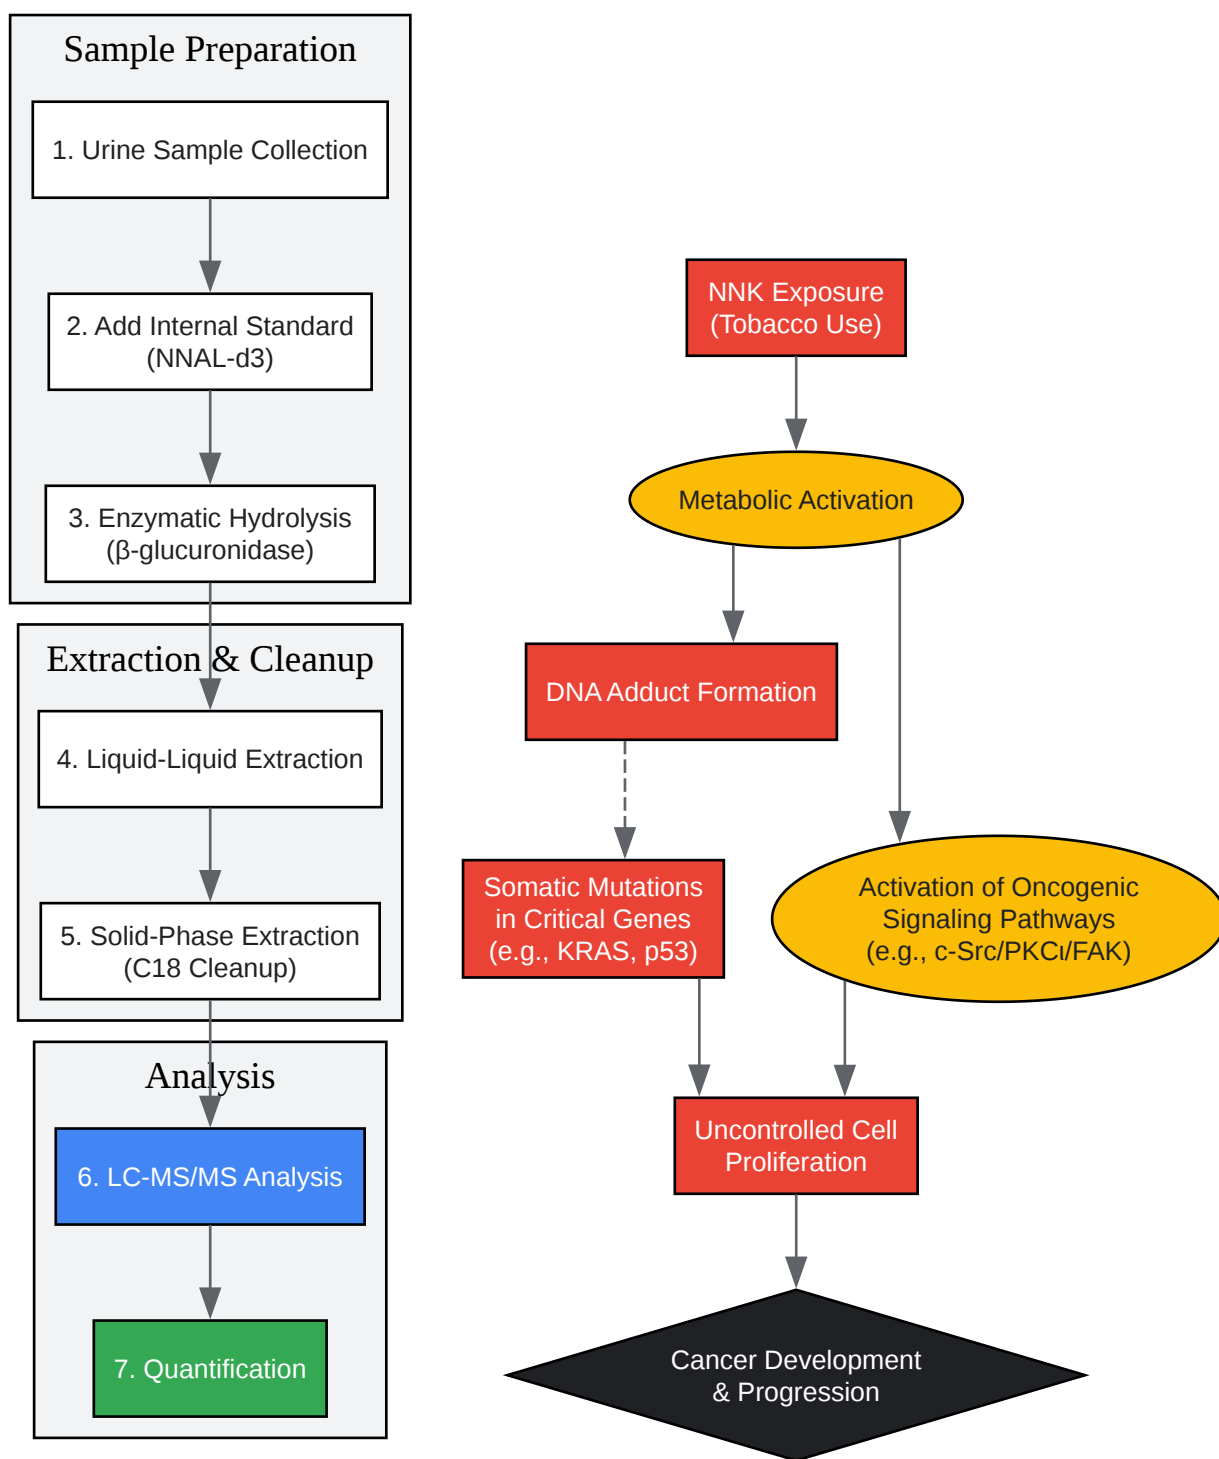 Sample Preparation
1. Urine Sample Collection
2. Add Internal Standard
(NNAL-d3)
3. Enzymatic Hydrolysis
(β-glucuronidase)
Extraction & Cleanup
4. Liquid-Liquid Extraction
5. Solid-Phase Extraction
(C18 Cleanup)
Analysis
6. LC-MS/MS Analysis
7. Quantification
NNK Exposure
(Tobacco Use)
Metabolic Activation
DNA Adduct Formation
Somatic Mutations
in Critical Genes
(e.g., KRAS, p53)
Activation of Oncogenic
Signaling Pathways
(e.g., c-Src/PKCι/FAK)
Uncontrolled Cell
Proliferation
Cancer Development
& Progression